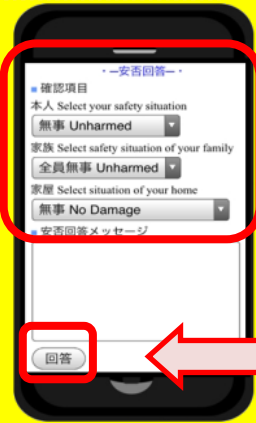 ・－安否回答－・
■ 確認項目
本人 Select your safety situation
無事 Unharmed
家族 Select safety situation of your family
全員無事 Unharmed
家屋 Select situation of your home
無事 No Damage
■ 安否回答メッセージ
回答